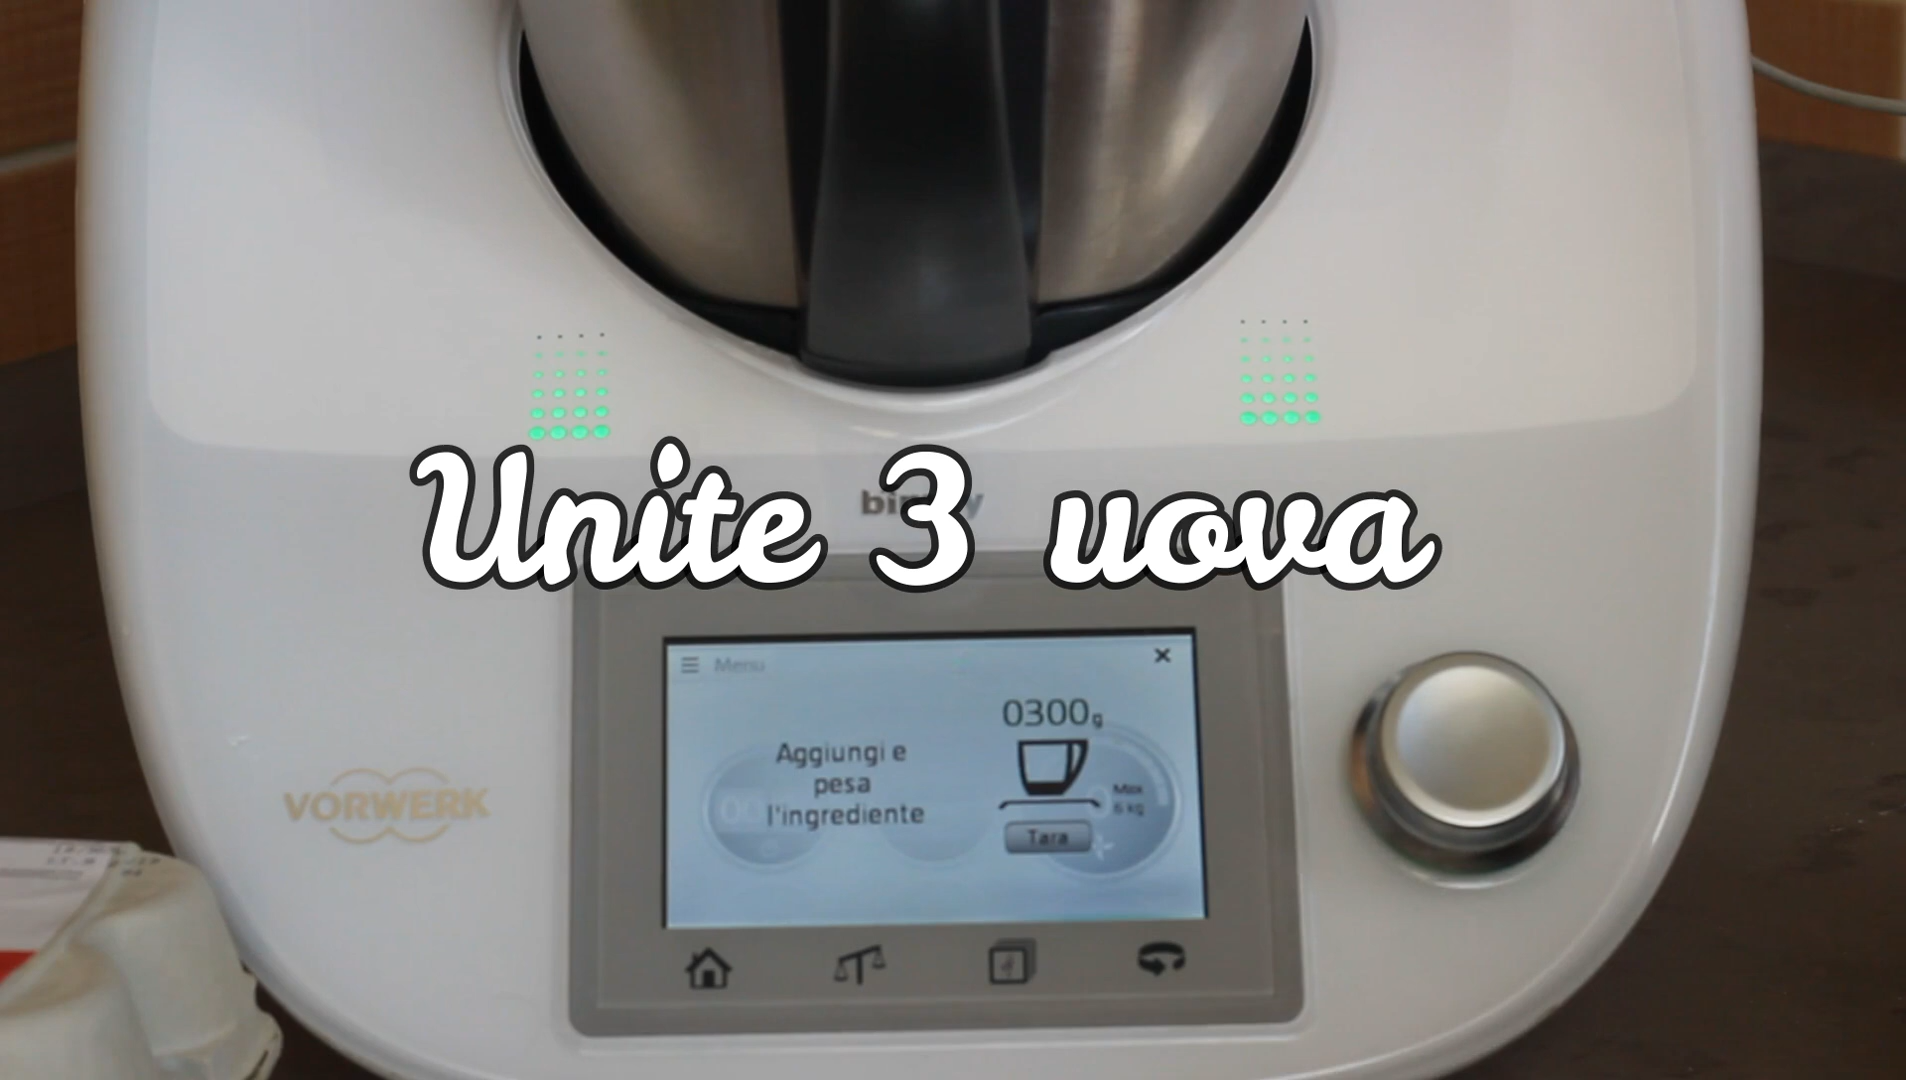 Unite 3 uova
Menu
0300g
Aggiungi e
pesa
l'ingrediente
Max
6 kg
Tara
VORWERK